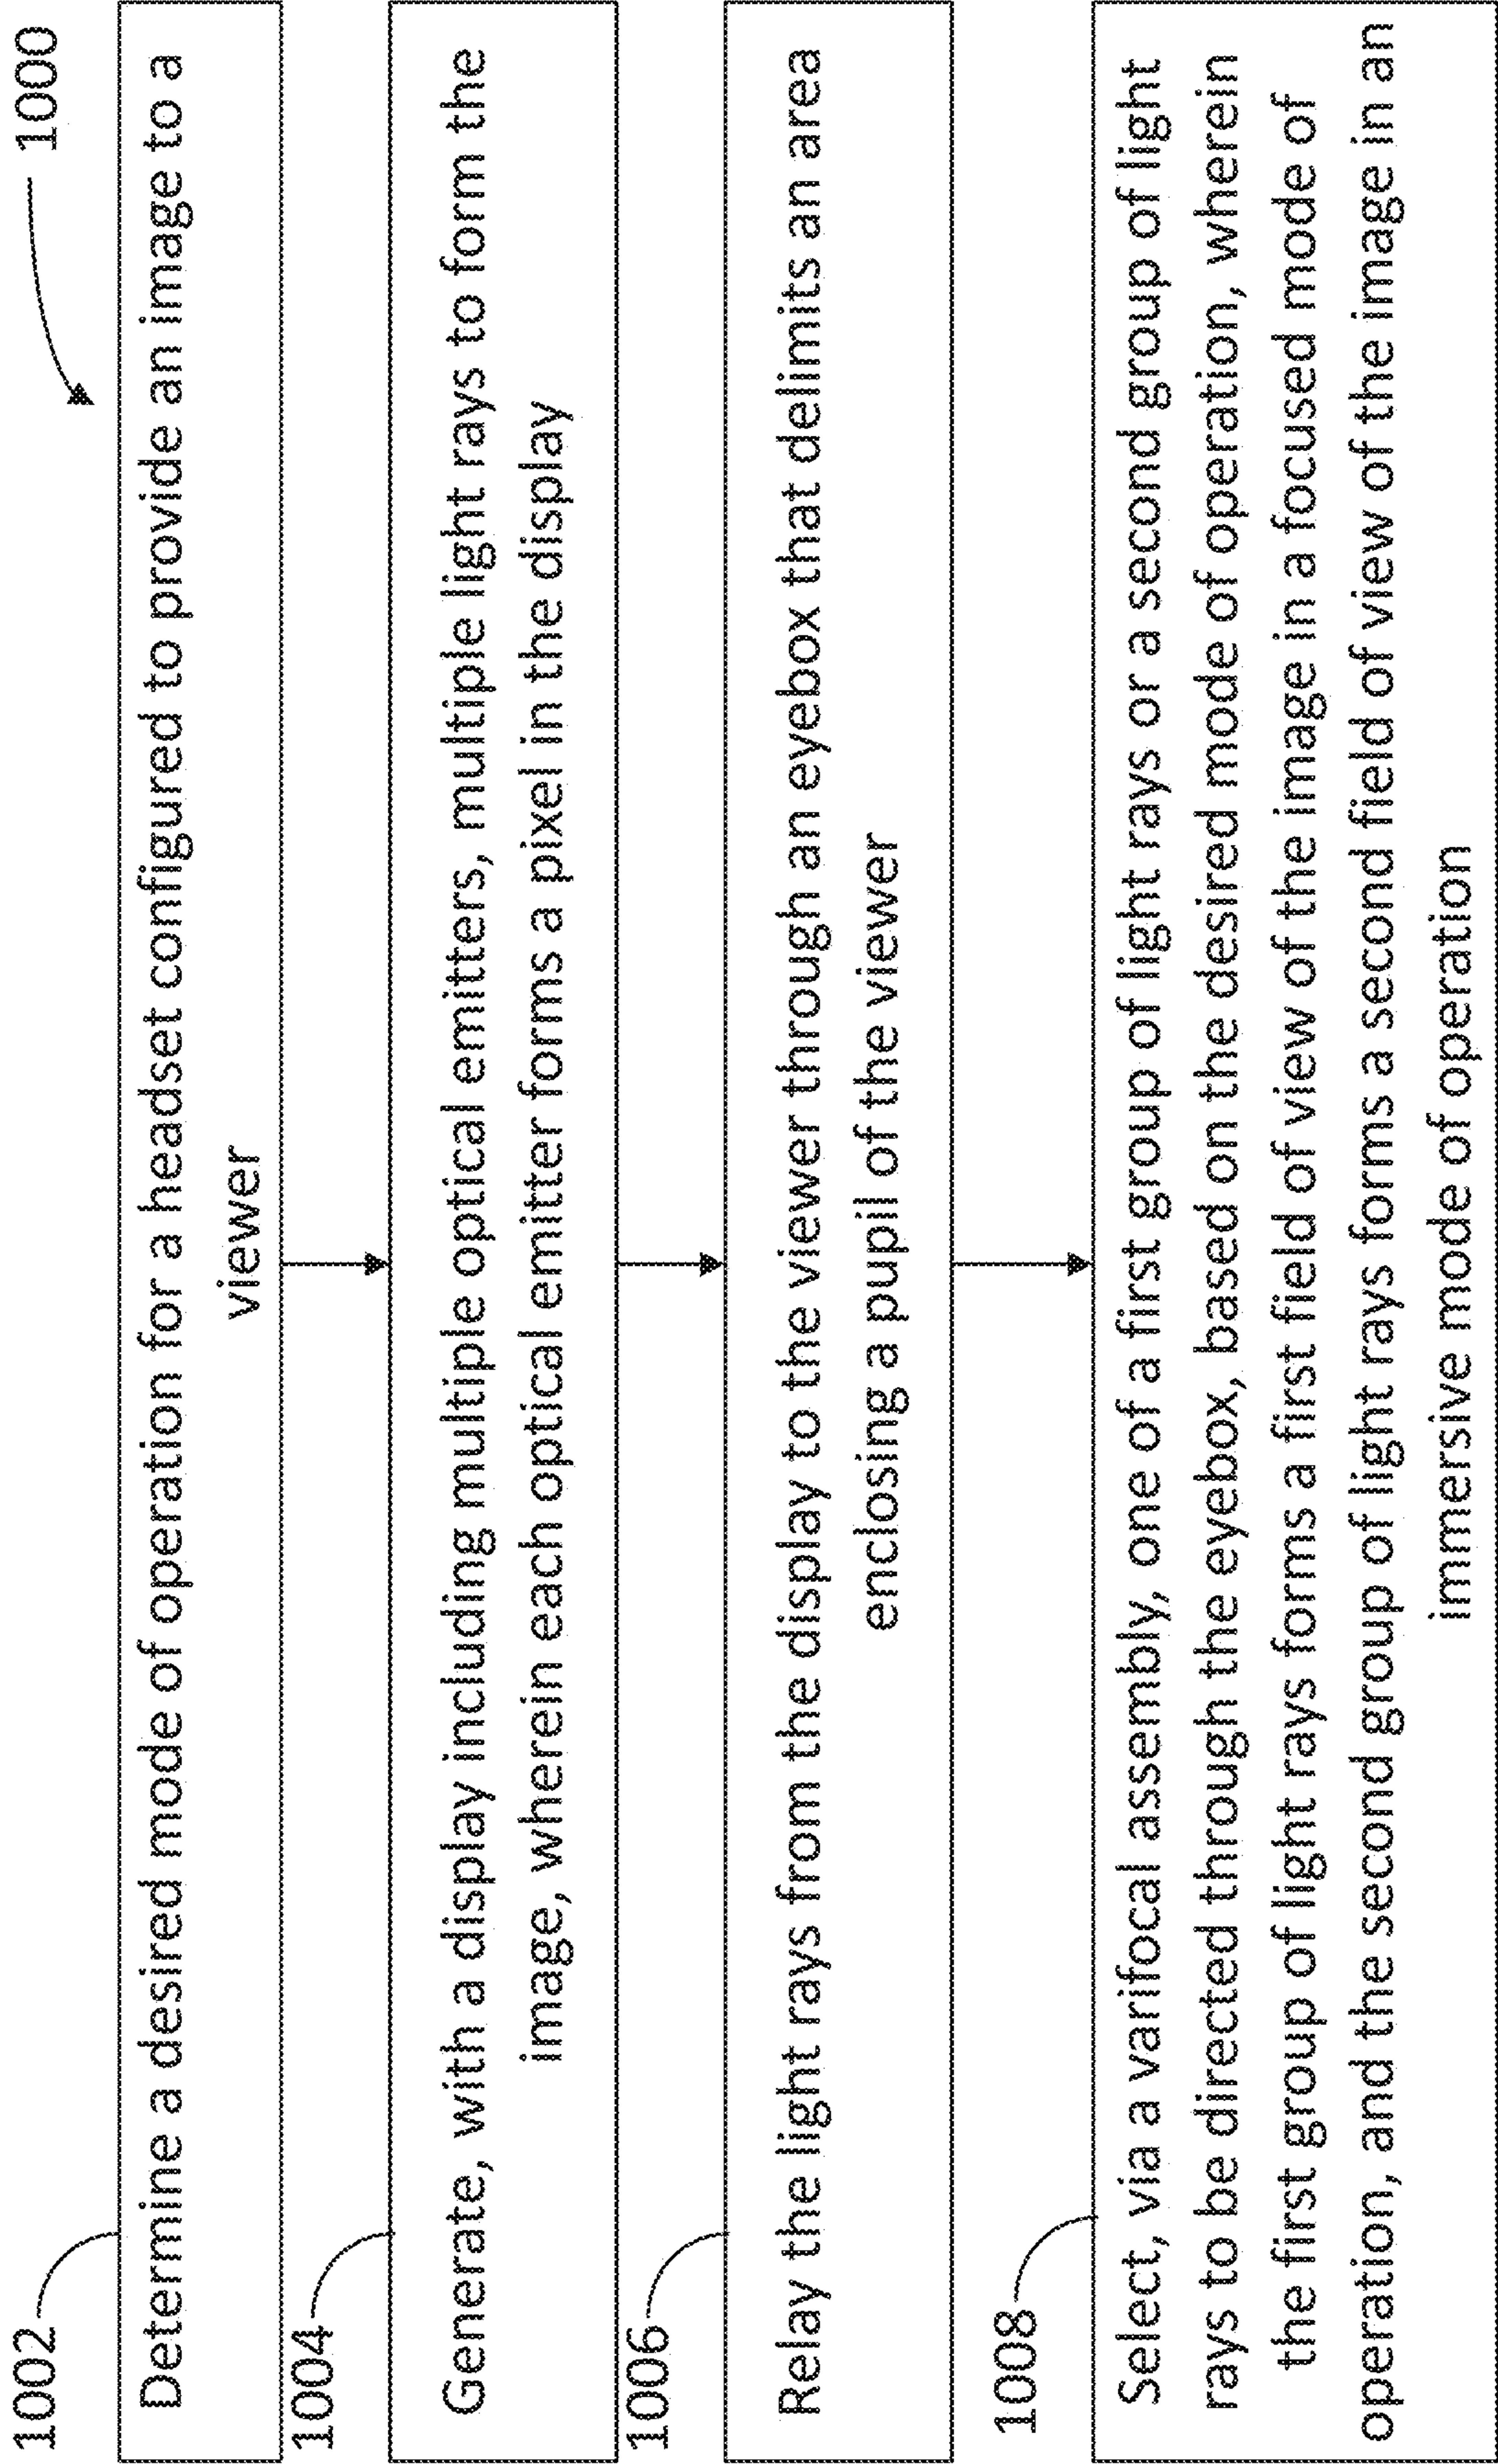 1000
1002
Determine a desired mode of operation for a headset configured to provide an image to a
viewer
1004
Generate, with a display including multiple optical emitters, multiple light rays to form the
image, wherein each optical emitter forms a pixel in the display
1006
Relay the light rays from the display to the viewer through an eyebox that delimits an area
enclosing a pupil of the viewer
1008
Select, via a varifocal assembly, one of a first group of light rays or a second group of light
rays to be directed through the eyebox, based on the desired mode of operation, wherein
the first group of light rays forms a first field of view of the image in a focused mode of
operation, and the second group of light rays forms a second field of view of the image in an
immersive mode of operation